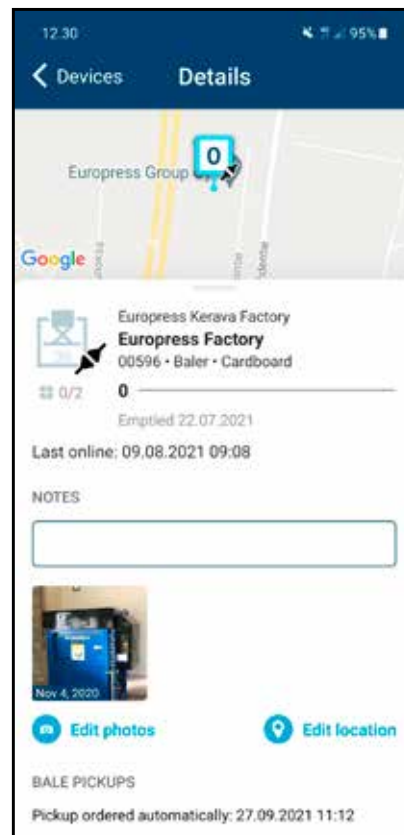 12.30
95%
Devices
Details
0
Europress Group
Google
Europress Kerava Factory
Europress Factory
00596 • Baler • Cardboard
0/2
0
Emptied 22.07.2021
Last online: 09.08.2021 09:08
NOTES
Nov 4, 2020
Edit photos
Edit location
BALE PICKUPS
Pickup ordered automatically: 27.09.2021 11:12